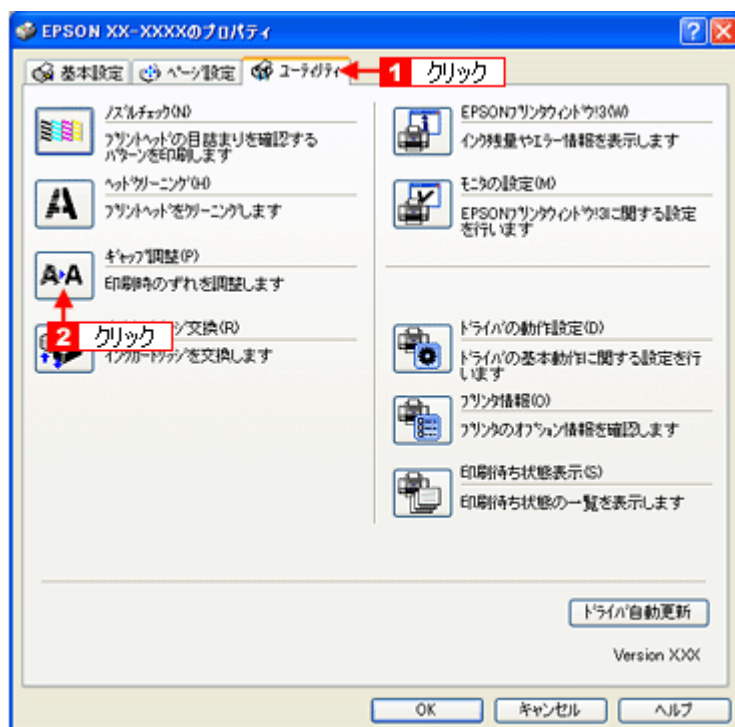 EPSON XX-XXXXのプロパティ
基本設定
ページ設定
ユーティリティ
1 クリック
ノズルチェック(N)
プリントヘッドの目詰まりを確認する
パターンを印刷します
ヘッドクリーニング(H)
プリントヘッドをクリーニングします
ギャップ調整(P)
印刷時のずれを調整します
2 クリック
ジ交換(R)
インクカートリッジを交換します
EPSONプリンタウィンドウ!3(W)
インク残量やエラー情報を表示します
モニタの設定(M)
EPSONプリンタウィンドウ!3に関する設定
を行います
ドライバの動作設定(D)
ドライバの基本動作に関する設定を行
います
プリンタ情報(O)
プリンタのオプション情報を確認します
印刷待ち状態表示(S)
印刷待ち状態の一覧を表示します
ドライバ自動更新
Version XXX
OK
キャンセル
ヘルプ